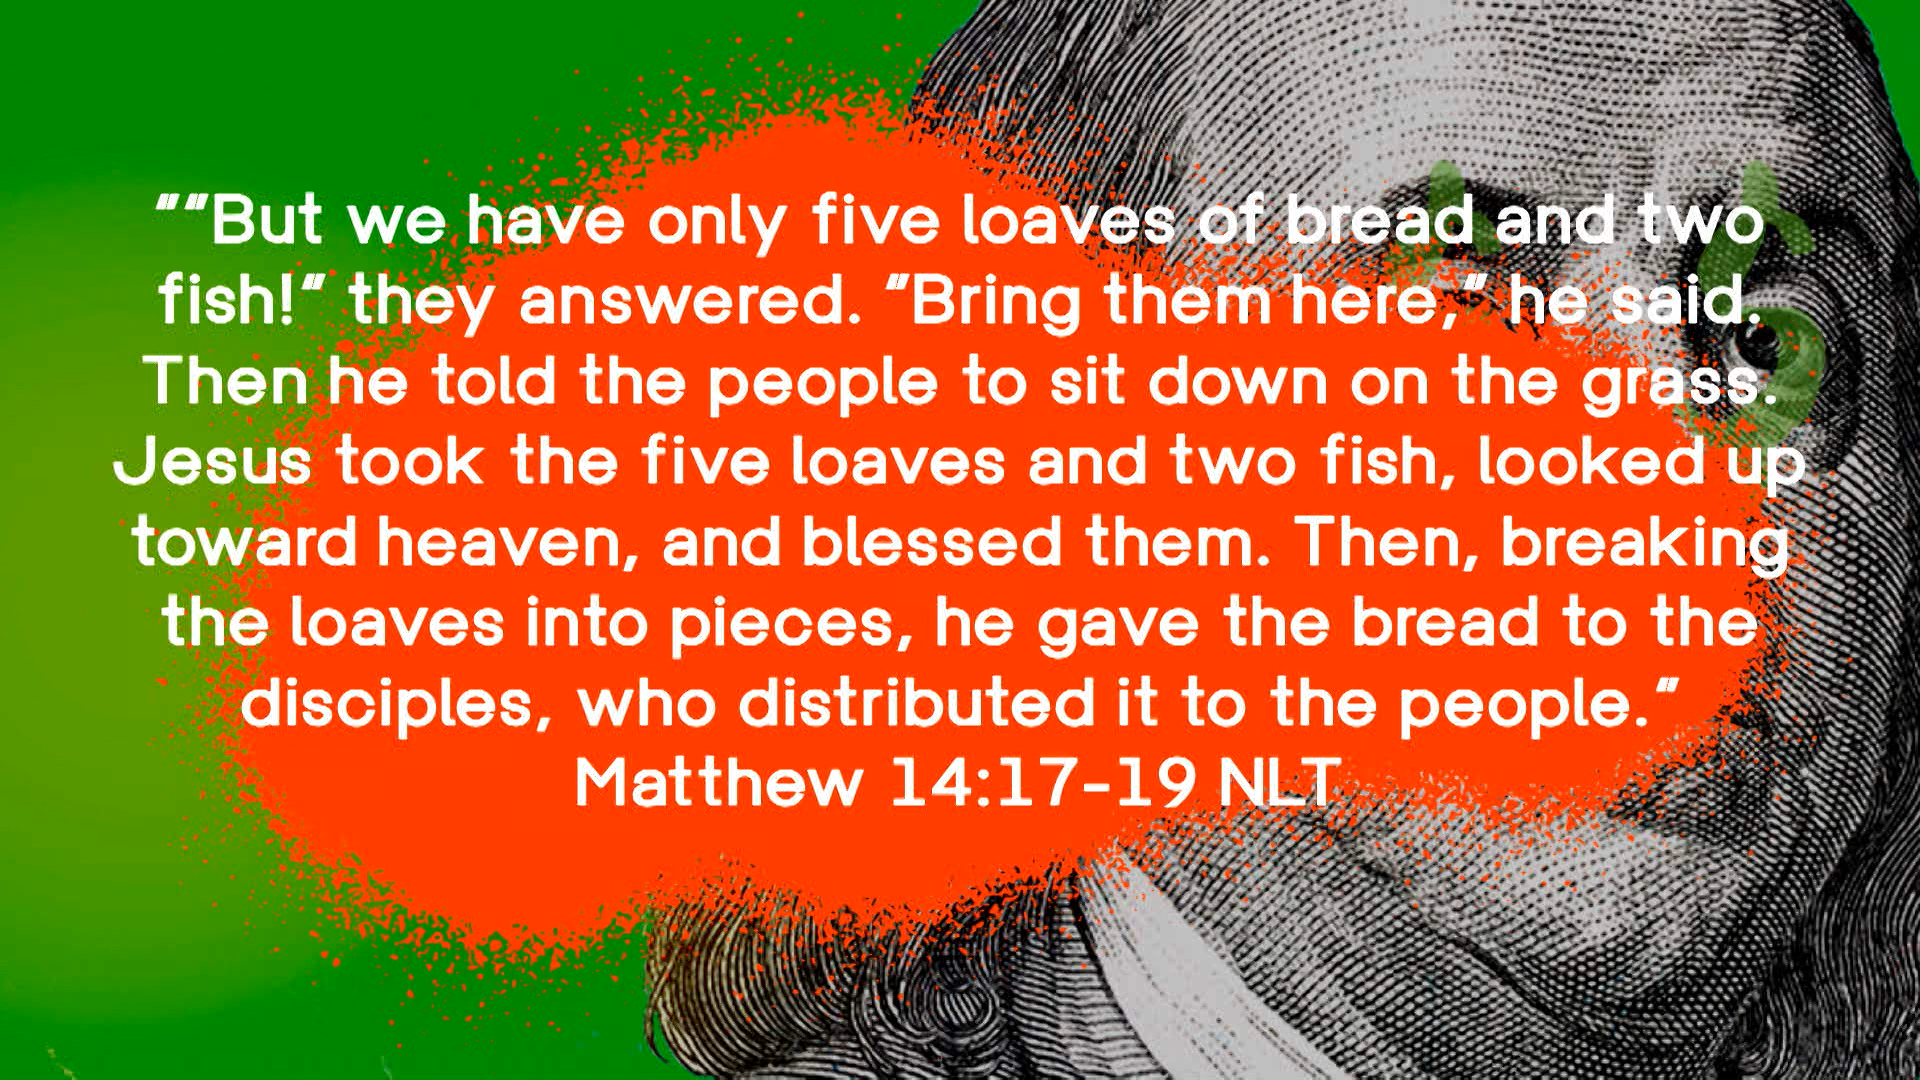 ““But we have only five loaves of bread and two
fish!” they answered. “Bring them here,” he said.
Then he told the people to sit down on the grass.
Jesus took the five loaves and two fish, looked up
toward heaven, and blessed them. Then, breaking
the loaves into pieces, he gave the bread to the
disciples, who distributed it to the people.”
Matthew 14:17-19 NLT